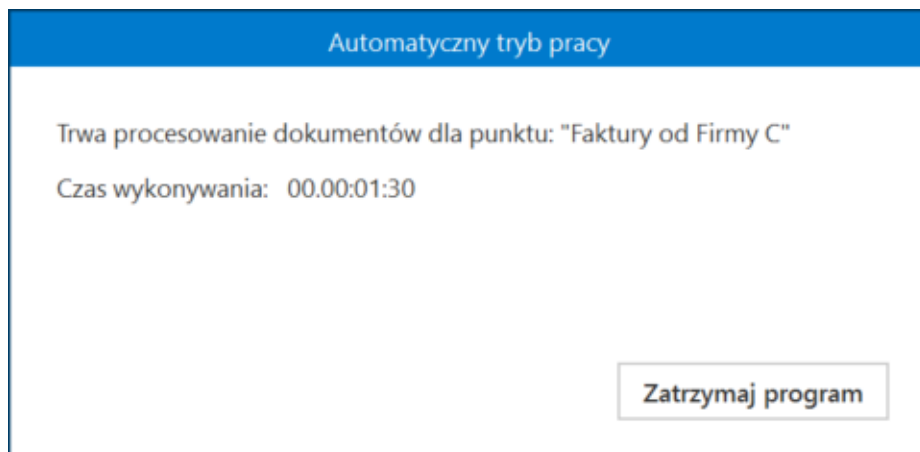 Automatyczny tryb pracy
Trwa procesowanie dokumentów dla punktu: "Faktury od Firmy C"
Czas wykonywania: 00.00:01:30
Zatrzymaj program